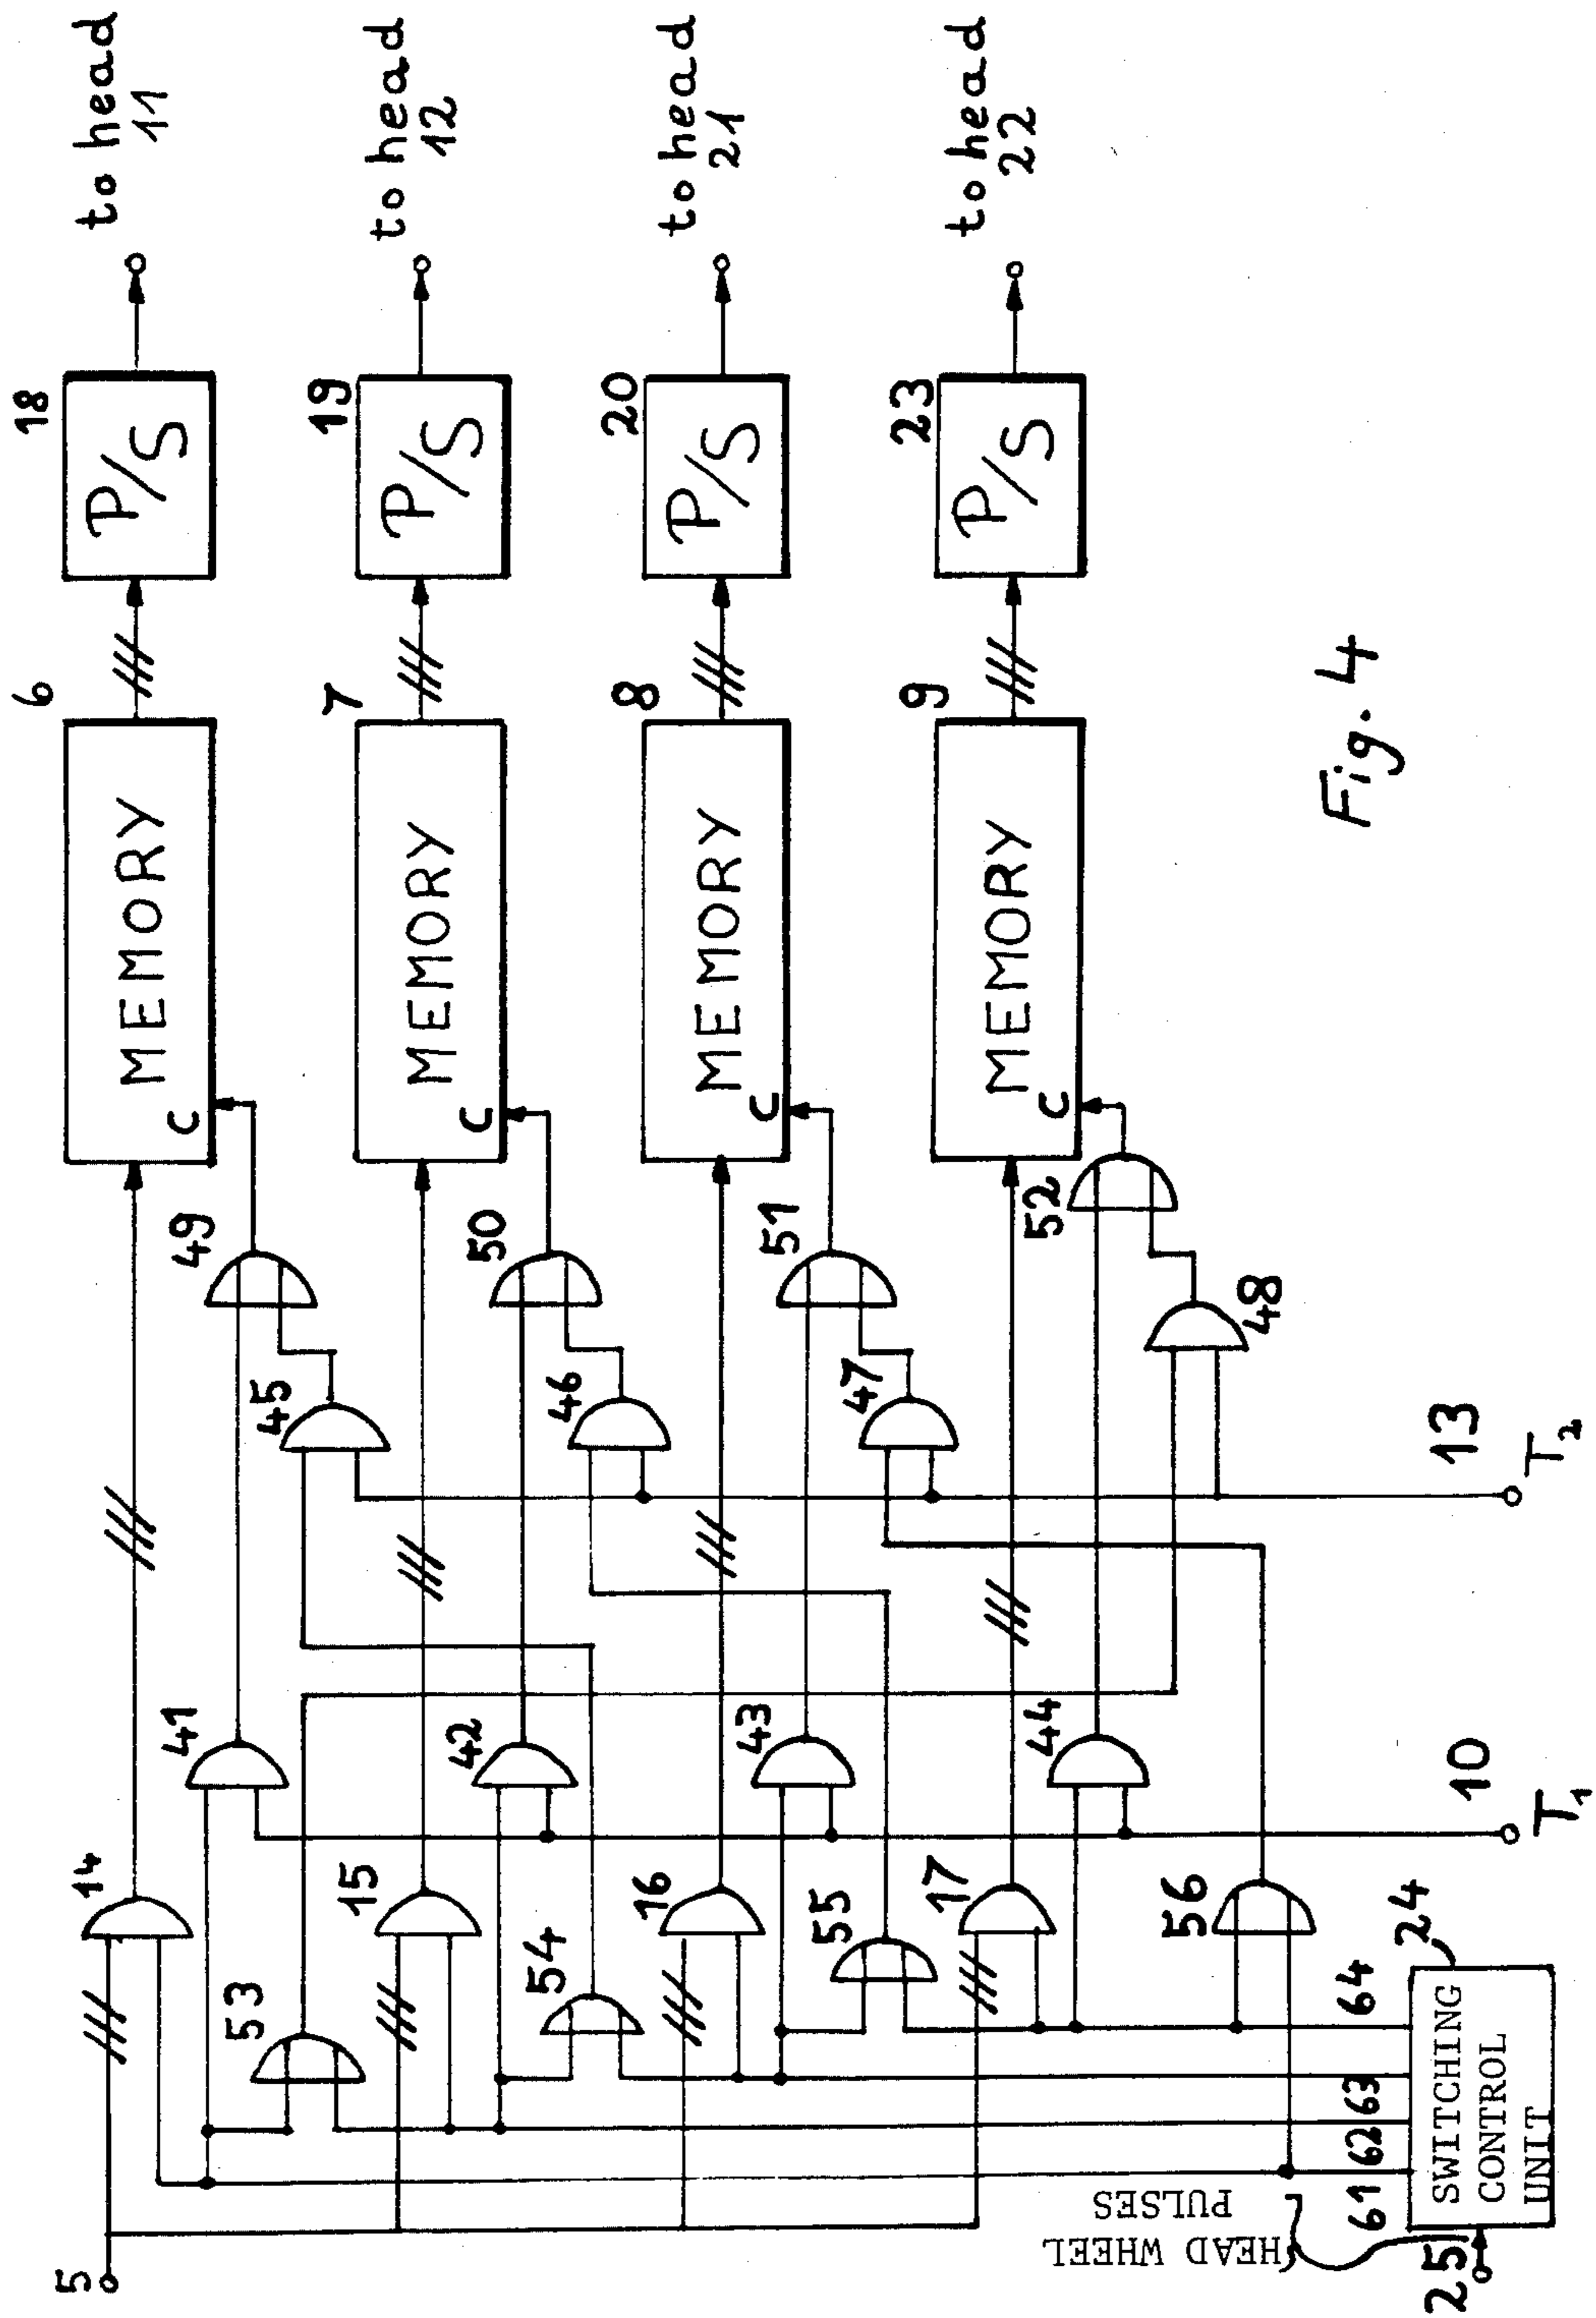 5
14
18
to head
11
MEMORY
6
P/S
C
49
41
45
53
15
19
to head
12
MEMORY
7
P/S
C
50
42
46
54
16
20
to head
21
MEMORY
8
P/S
C
51
43
47
55
17
23
to head
22
MEMORY
9
P/S
C
52
44
48
56
61
62
63
64
24
SWITCHING
CONTROL
UNIT
25
HEAD WHEEL
PULSES
10
T₁
13
T₂
Fig. 4